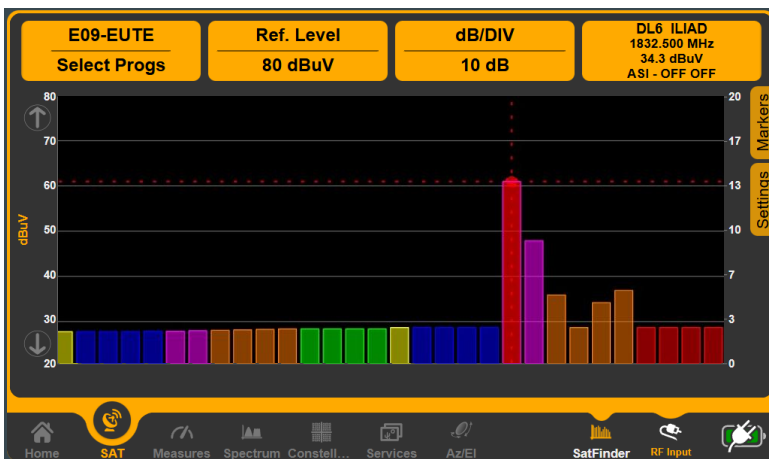 E09-EUTE
Select Progs
Ref. Level
80 dBuV
dB/DIV
10 dB
DL6 ILIAD
1832.500 MHz
34.3 dBuV
ASI - OFF OFF
80
70
60
50
40
30
20
dBuV
20
17
13
10
7
3
0
Markers
Settings
Home
SAT
Measures
Spectrum
Constell...
Services
Az/El
SatFinder
RF Input